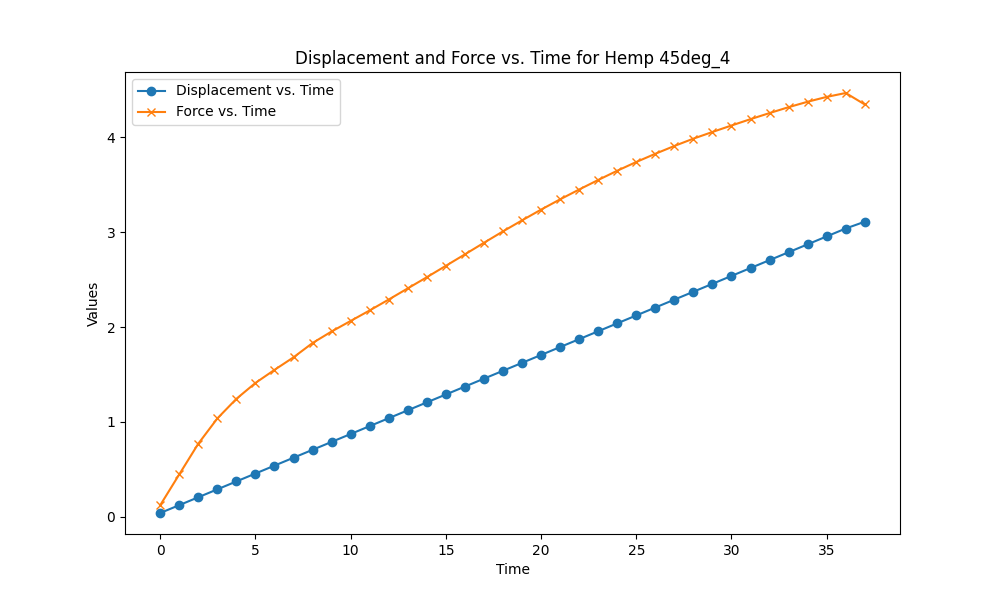 Displacement and Force vs. Time for Hemp 45deg_4
Displacement vs. Time
Force vs. Time
4
3
2
1
0
Values
0 5 10 15 20 25 30 35
Time